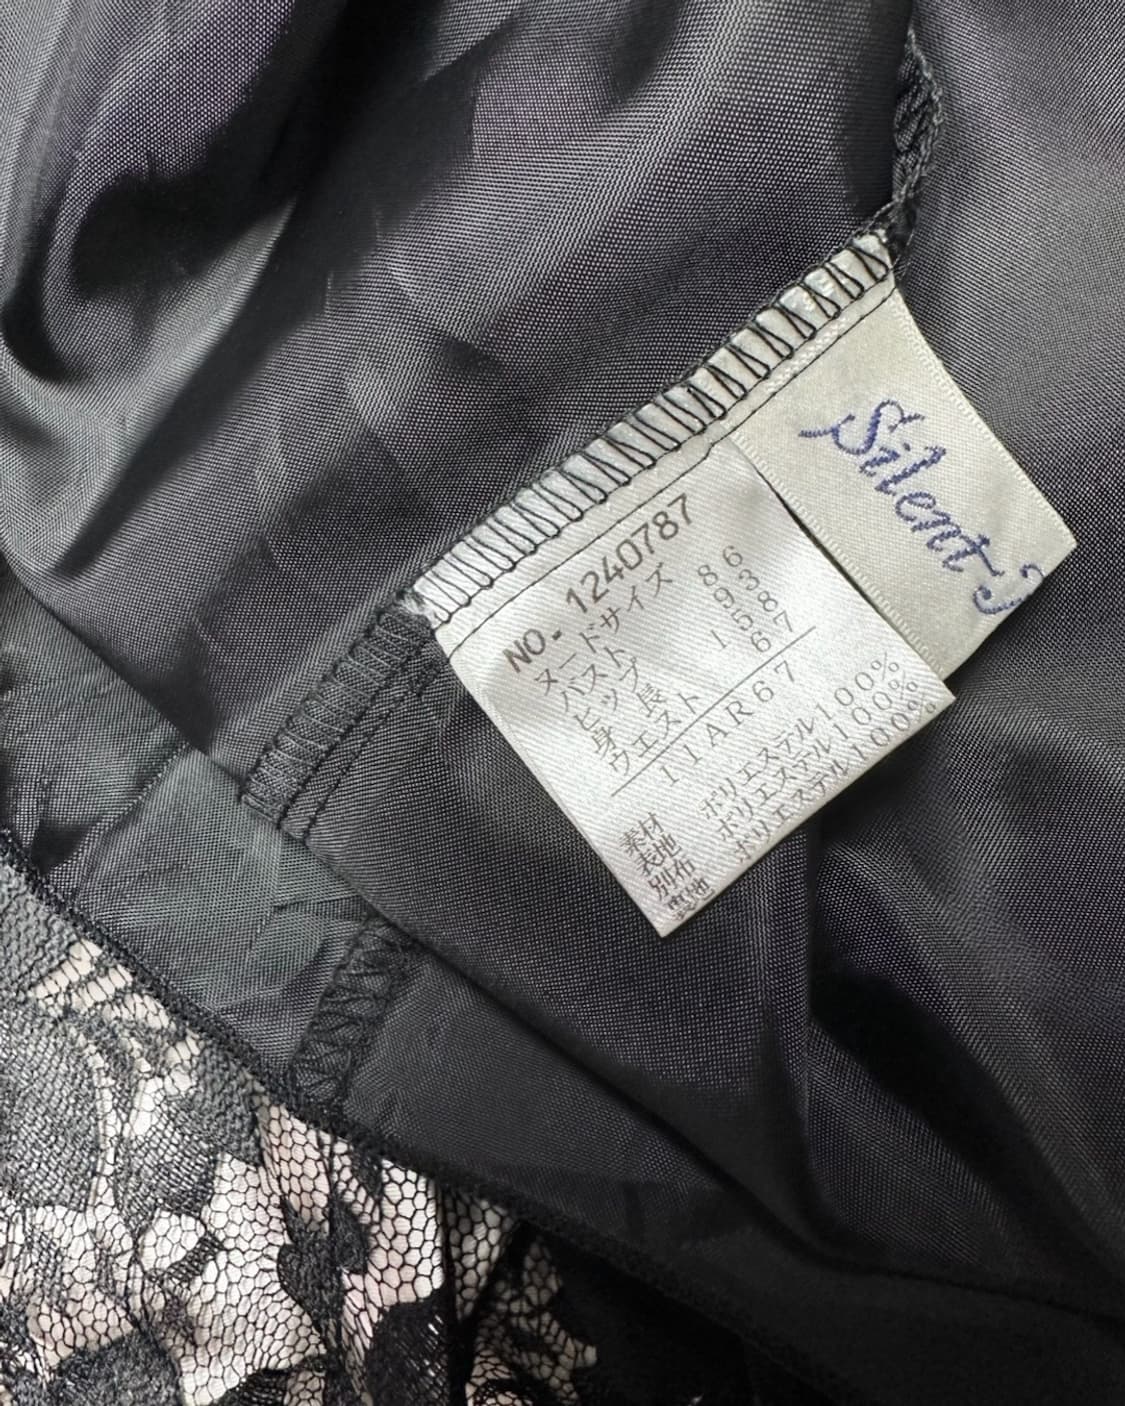 NO- 1240787
ヌードサイズ
バスト 86
ヒップ 93
身長 158
ウエスト 67
11AR67
素材
表地 ポリエステル100%
別布 ポリエステル100%
裏地 ポリエステル100%
Silent